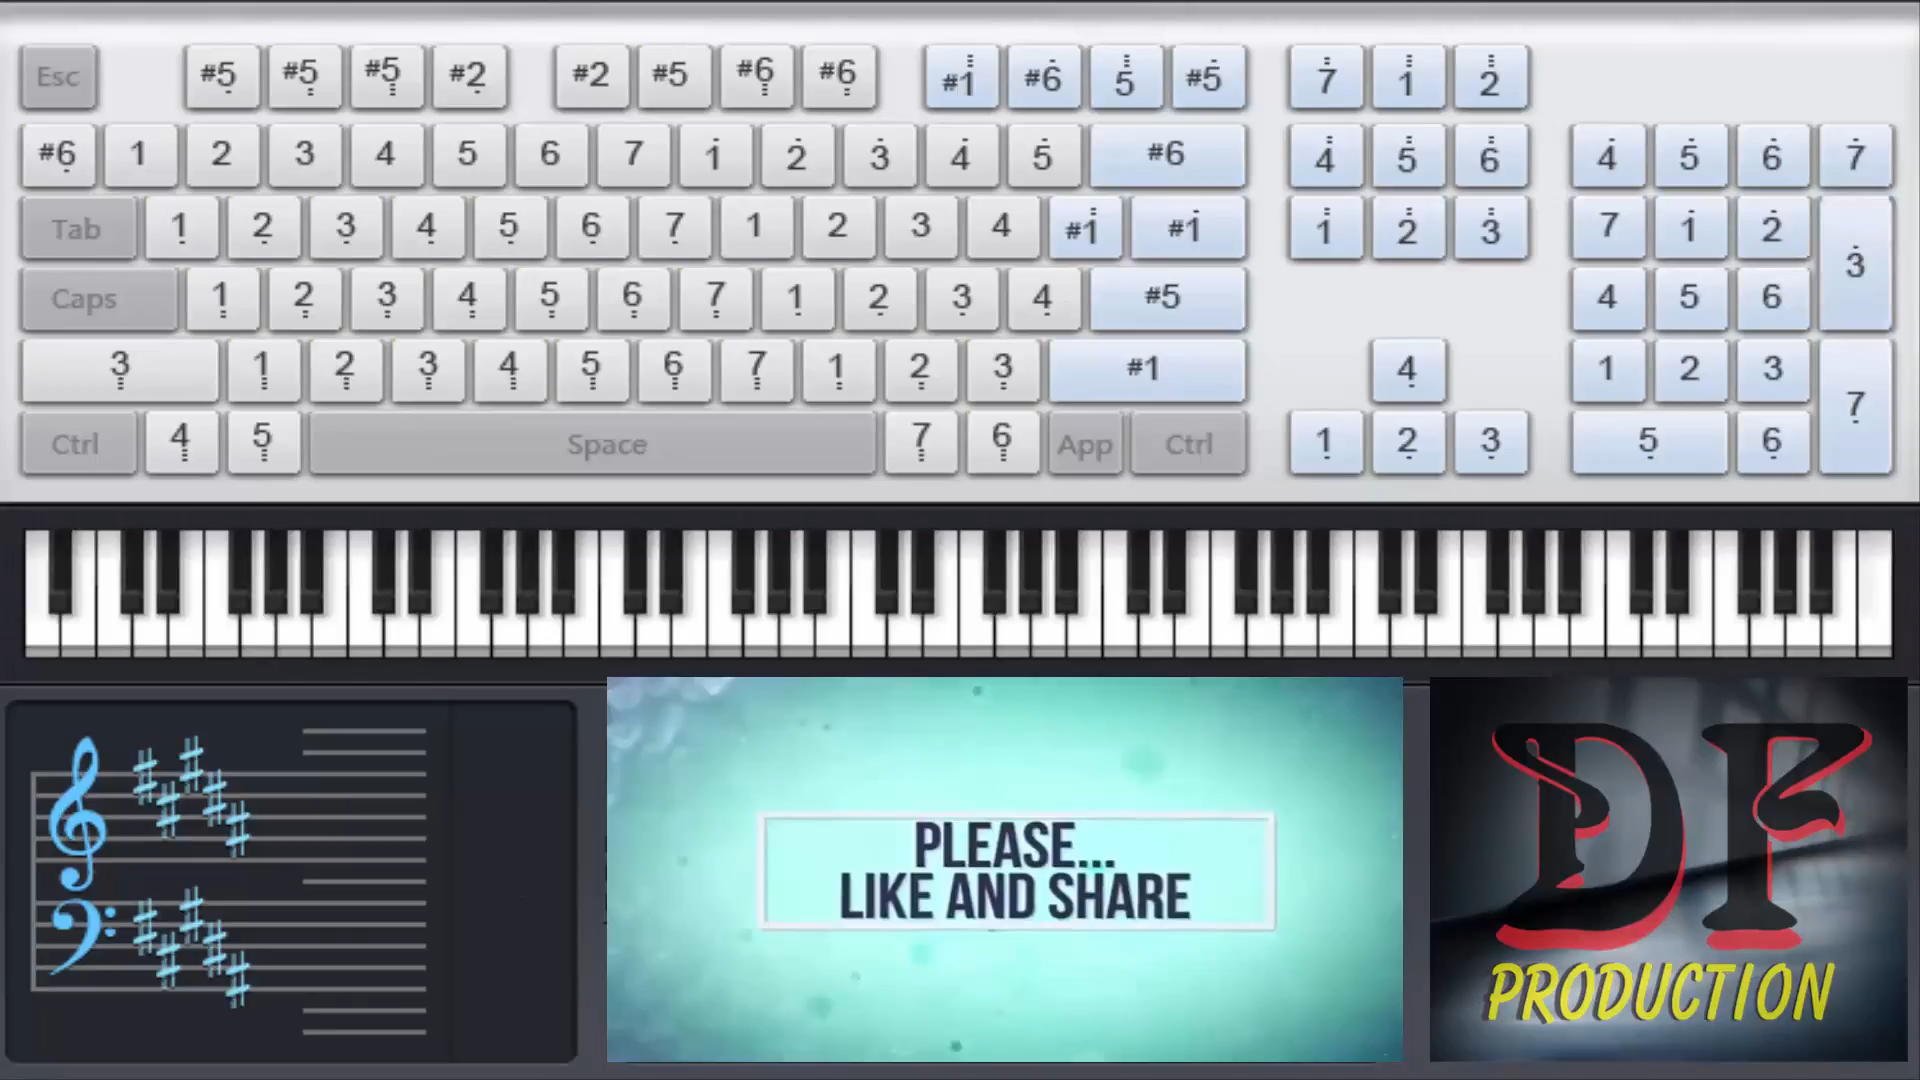 Esc #5̣ #5 #5 #2̣ #2 #5 #6 #6 #1 #6̇ 5 #5̇ 7̇ 1 2
#6̣ 1 2 3 4 5 6 7 1̇ 2̇ 3̇ 4̇ 5̇ #6 4 5 6 4̇ 5̇ 6̇ 7̇
Tab 1̣ 2̣ 3̣ 4̣ 5̣ 6̣ 7̣ 1 2 3 4 #1 #1̇ 1 2 3 7 1̇ 2̇ 3̇
Caps 1 2 3 4 5 6 7 1̣ 2̣ 3̣ 4̣ #5 4 5 6
3 1 2 3 4 5 6 7 1 2 3 #1 4̣ 1 2 3 7̣
Ctrl 4 5 Space 7 6 App Ctrl 1̣ 2̣ 3̣ 5̣ 6̣
PLEASE...
LIKE AND SHARE
DF
PRODUCTION